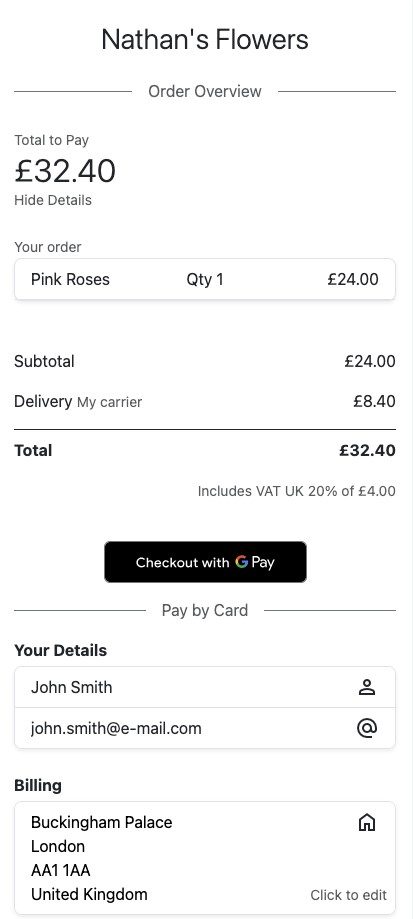 Nathan's Flowers
Order Overview
Total to Pay
£32.40
Hide Details
Your order
Pink Roses Qty 1 £24.00
Subtotal £24.00
Delivery My carrier £8.40
Total £32.40
Includes VAT UK 20% of £4.00
Checkout with G Pay
Pay by Card
Your Details
John Smith
john.smith@e-mail.com @
Billing
Buckingham Palace
London
AA1 1AA
United Kingdom Click to edit